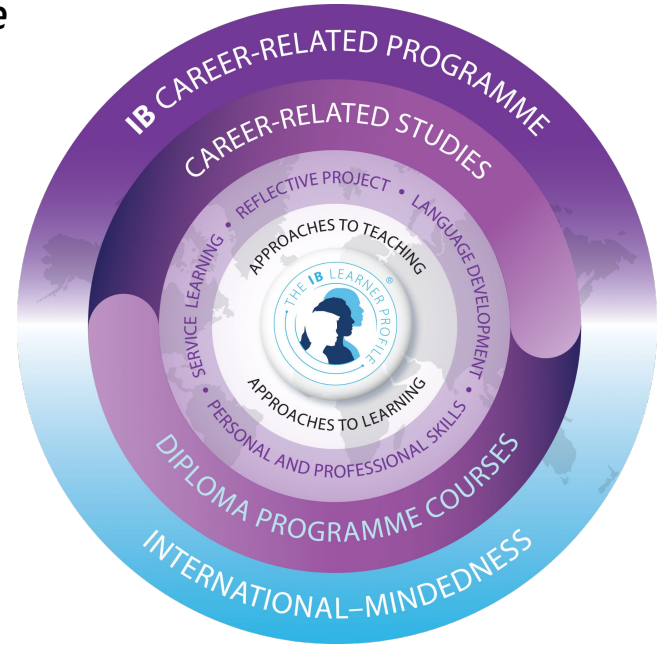 e
IB CAREER-RELATED PROGRAMME
CAREER-RELATED STUDIES
SERVICE LEARNING • REFLECTIVE PROJECT • LANGUAGE DEVELOPMENT •
APPROACHES TO TEACHING
THE IB LEARNER PROFILE ®
APPROACHES TO LEARNING
• PERSONAL AND PROFESSIONAL SKILLS
DIPLOMA PROGRAMME COURSES
INTERNATIONAL–MINDEDNESS